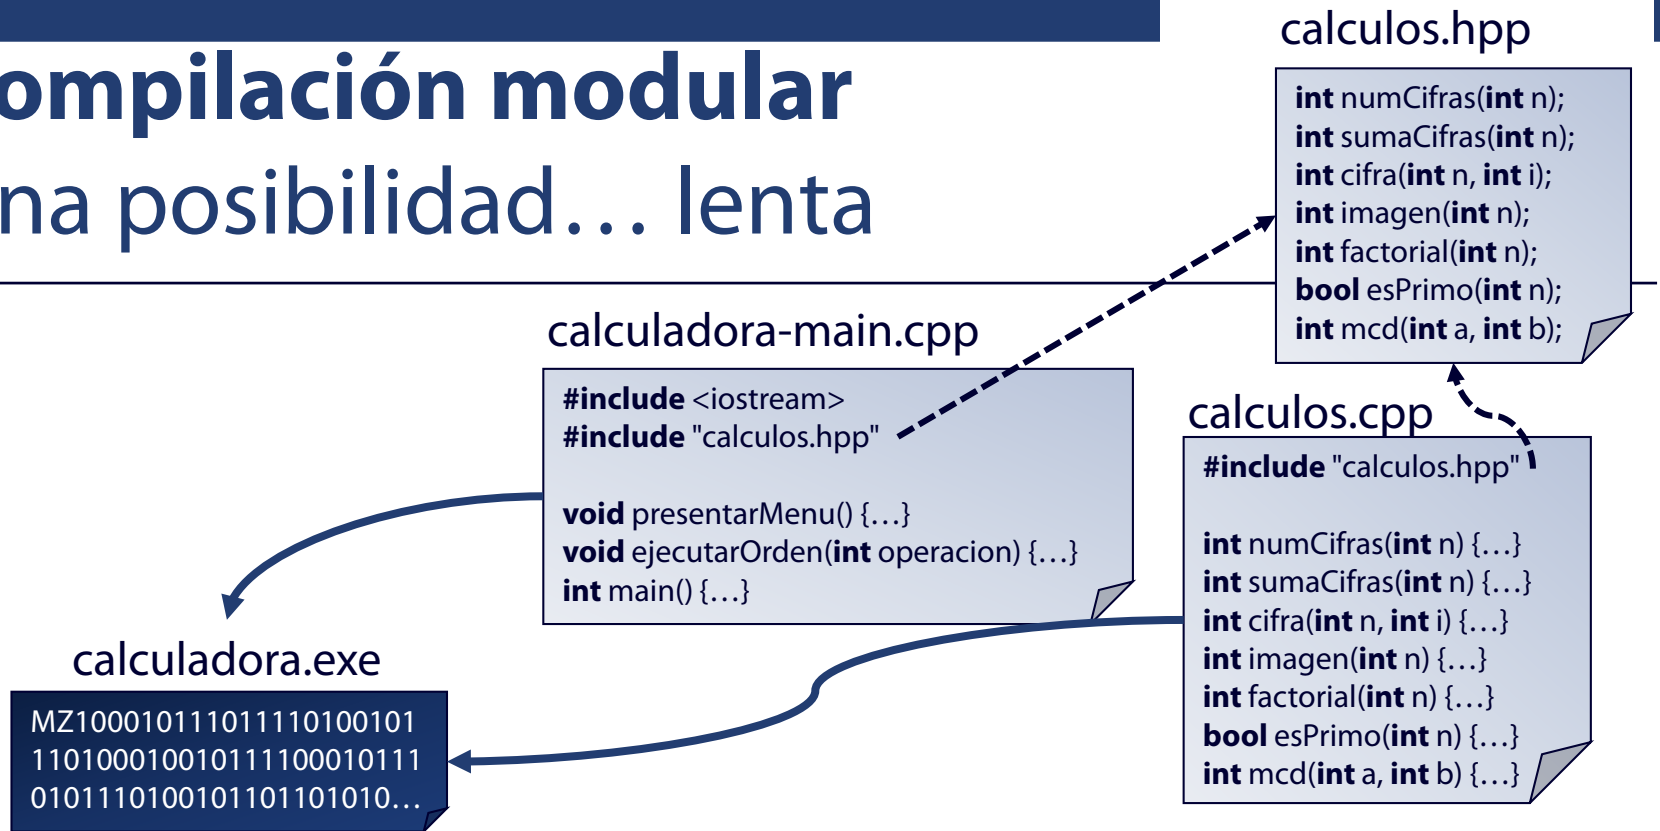 ompilación modular
na posibilidad… lenta
calculos.hpp
int numCifras(int n);
int sumaCifras(int n);
int cifra(int n, int i);
int imagen(int n);
int factorial(int n);
bool esPrimo(int n);
int mcd(int a, int b);
calculadora-main.cpp
#include <iostream>
#include "calculos.hpp"
void presentarMenu() {…}
void ejecutarOrden(int operacion) {…}
int main() {…}
calculos.cpp
#include "calculos.hpp"
int numCifras(int n) {…}
int sumaCifras(int n) {…}
int cifra(int n, int i) {…}
int imagen(int n) {…}
int factorial(int n) {…}
bool esPrimo(int n) {…}
int mcd(int a, int b) {…}
calculadora.exe
MZ100010111011110100101
110100010010111100010111
0101110100101101101010…